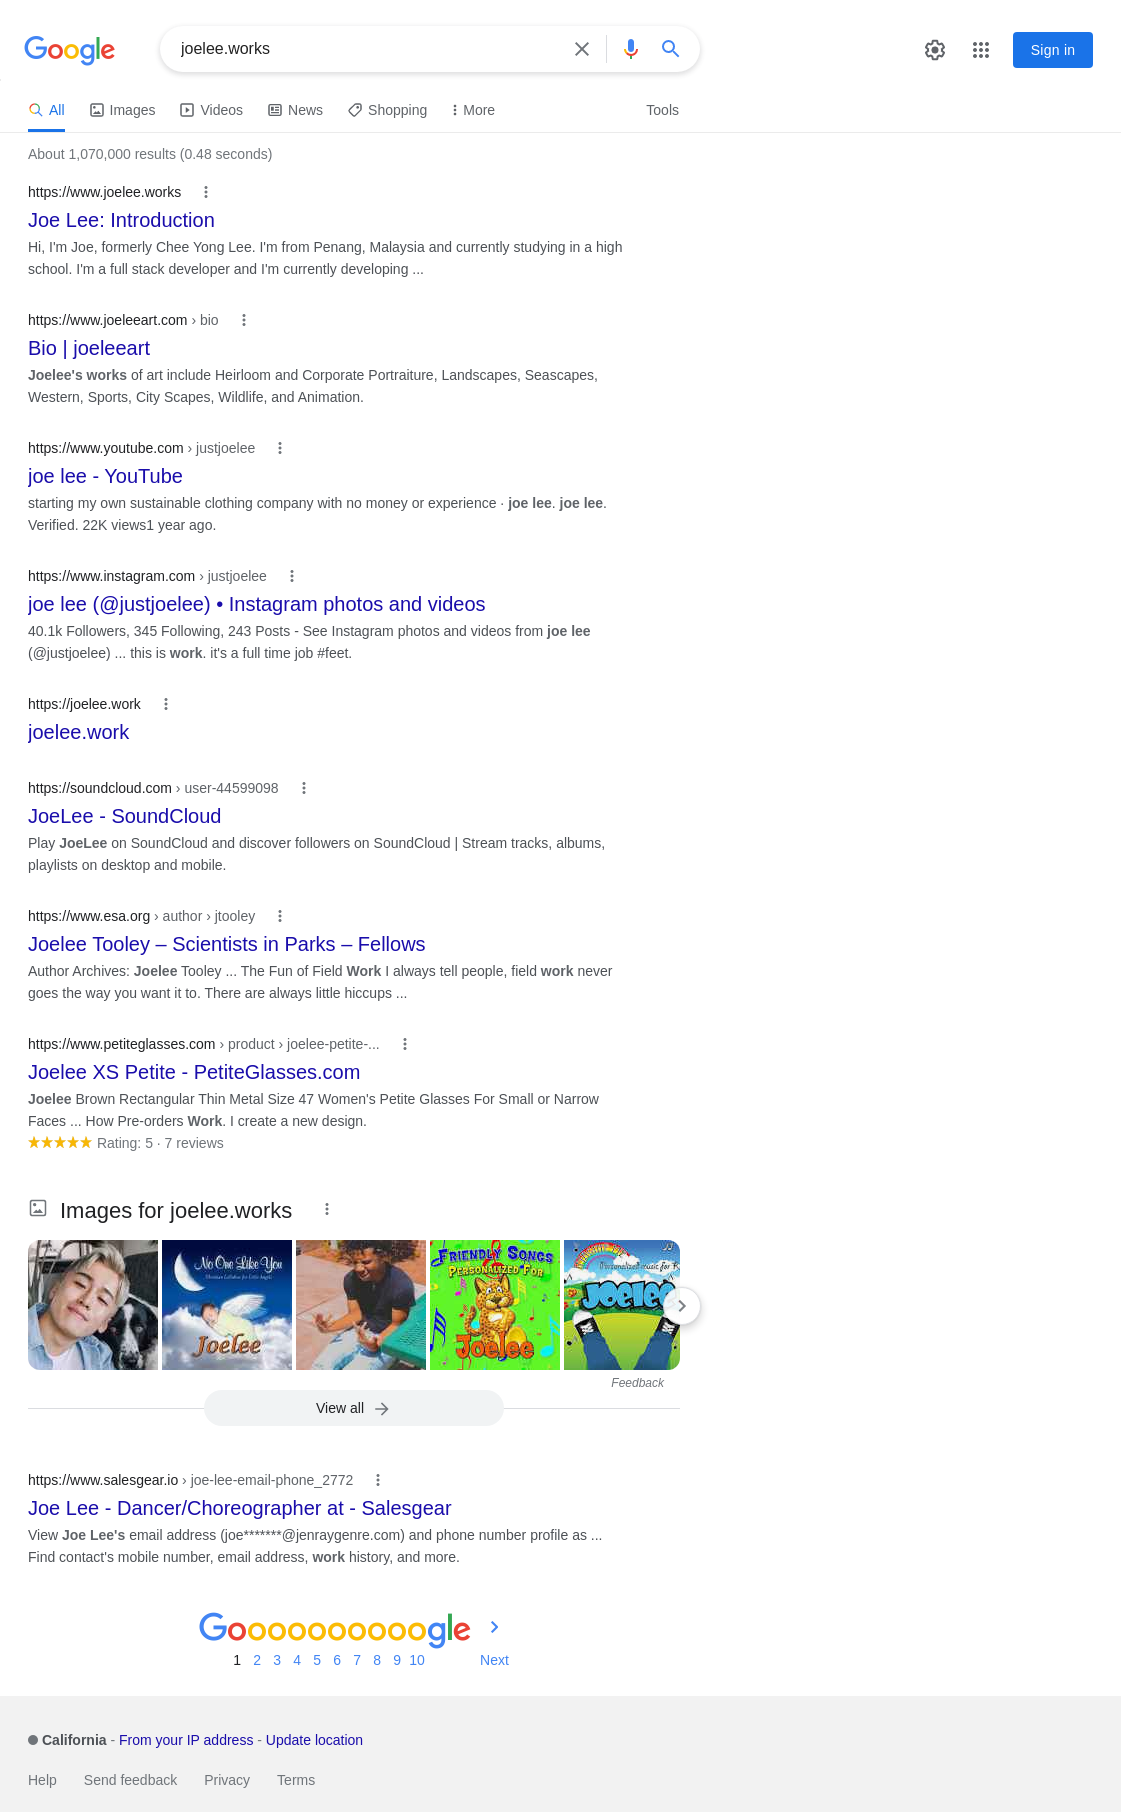 Google
joelee.works
Sign in
All
Images
Videos
News
Shopping
More
Tools
About 1,070,000 results (0.48 seconds)
https://www.joelee.works
Joe Lee: Introduction
Hi, I'm Joe, formerly Chee Yong Lee. I'm from Penang, Malaysia and currently studying in a high
school. I'm a full stack developer and I'm currently developing ...
https://www.joeleeart.com › bio
Bio | joeleeart
Joelee's works of art include Heirloom and Corporate Portraiture, Landscapes, Seascapes,
Western, Sports, City Scapes, Wildlife, and Animation.
https://www.youtube.com › justjoelee
joe lee - YouTube
starting my own sustainable clothing company with no money or experience · joe lee. joe lee.
Verified. 22K views1 year ago.
https://www.instagram.com › justjoelee
joe lee (@justjoelee) • Instagram photos and videos
40.1k Followers, 345 Following, 243 Posts - See Instagram photos and videos from joe lee
(@justjoelee) ... this is work. it's a full time job #feet.
https://joelee.work
joelee.work
https://soundcloud.com › user-44599098
JoeLee - SoundCloud
Play JoeLee on SoundCloud and discover followers on SoundCloud | Stream tracks, albums,
playlists on desktop and mobile.
https://www.esa.org › author › jtooley
Joelee Tooley – Scientists in Parks – Fellows
Author Archives: Joelee Tooley ... The Fun of Field Work I always tell people, field work never
goes the way you want it to. There are always little hiccups ...
https://www.petiteglasses.com › product › joelee-petite-...
Joelee XS Petite - PetiteGlasses.com
Joelee Brown Rectangular Thin Metal Size 47 Women's Petite Glasses For Small or Narrow
Faces ... How Pre-orders Work. I create a new design.
Rating: 5 · 7 reviews
Images for joelee.works
No One Like You
Christian Lullabies for Little Angels
Joelee
FRIENDLY SONGS
PERSONALIZED FOR
Joelee
Personalized music for K
Joelee
Feedback
View all
https://www.salesgear.io › joe-lee-email-phone_2772
Joe Lee - Dancer/Choreographer at - Salesgear
View Joe Lee's email address (joe*******@jenraygenre.com) and phone number profile as ...
Find contact's mobile number, email address, work history, and more.
Goooooooooogle
1 2 3 4 5 6 7 8 9 10 Next
California - From your IP address - Update location
Help Send feedback Privacy Terms